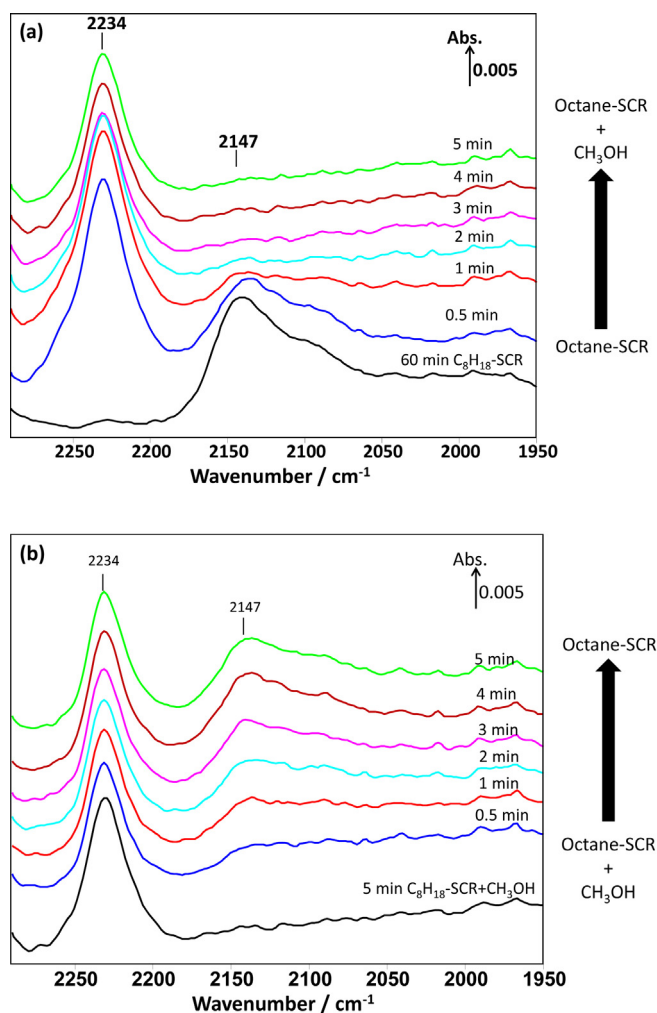 (a)
2234
Abs.
0.005
2147
5 min
4 min
3 min
2 min
1 min
0.5 min
60 min C₈H₁₈-SCR
Octane-SCR
+
CH₃OH
Octane-SCR
2250 2200 2150 2100 2050 2000 1950
Wavenumber / cm⁻¹
(b)
2234
Abs.
0.005
2147
5 min
4 min
3 min
2 min
1 min
0.5 min
5 min C₈H₁₈-SCR+CH₃OH
Octane-SCR
Octane-SCR
+
CH₃OH
2250 2200 2150 2100 2050 2000 1950
Wavenumber / cm⁻¹